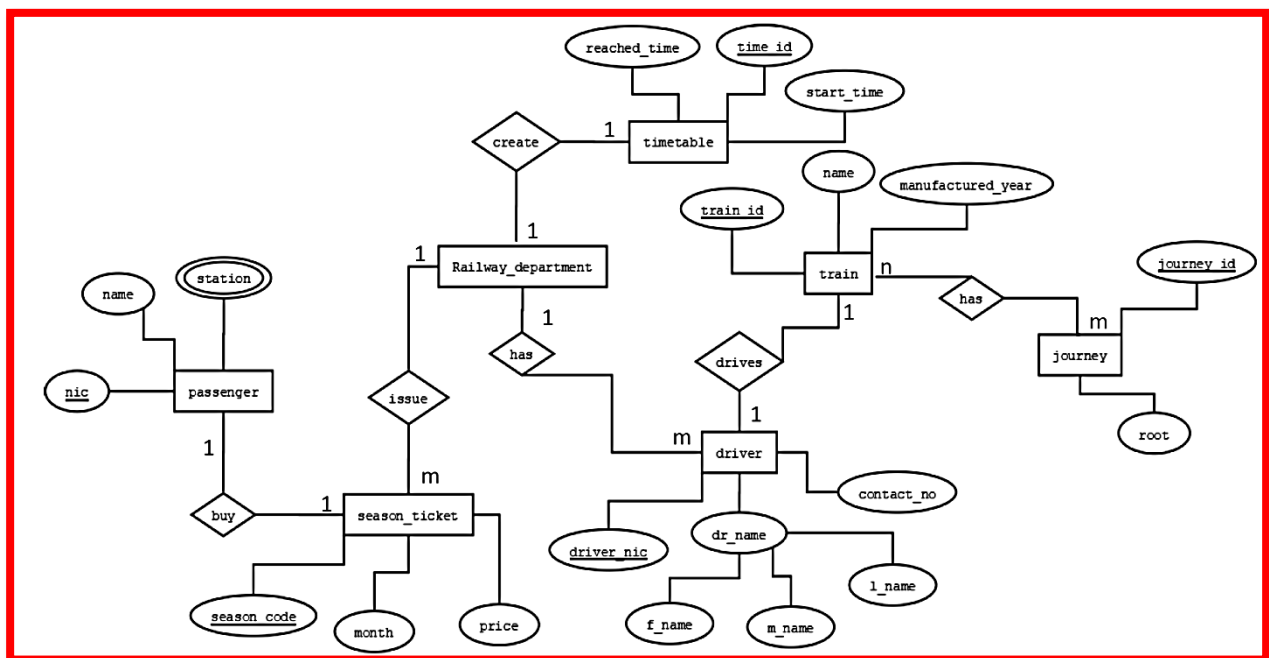 reached_time
time_id
start_time
create
1
timetable
name
manufactured_year
train_id
1
1
Railway_department
train
n
journey_id
station
name
has
1
has
1
m
journey
drives
nic
passenger
issue
root
1
1
m
driver
m
contact_no
1
buy
season_ticket
driver_nic
dr_name
l_name
season_code
month
price
f_name
m_name